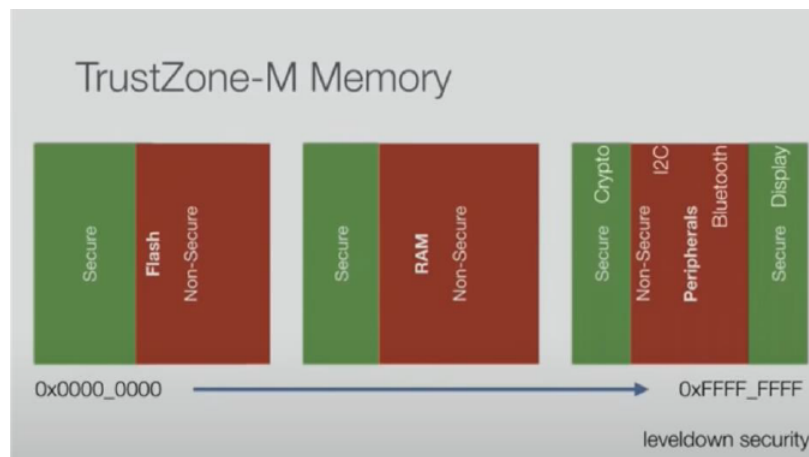 TrustZone-M Memory
Secure
Flash
Non-Secure
Secure
RAM
Non-Secure
Secure Crypto
Non-Secure I2C
Peripherals
Bluetooth
Secure Display
0x0000_0000
0xFFFF_FFFF
leveldown security